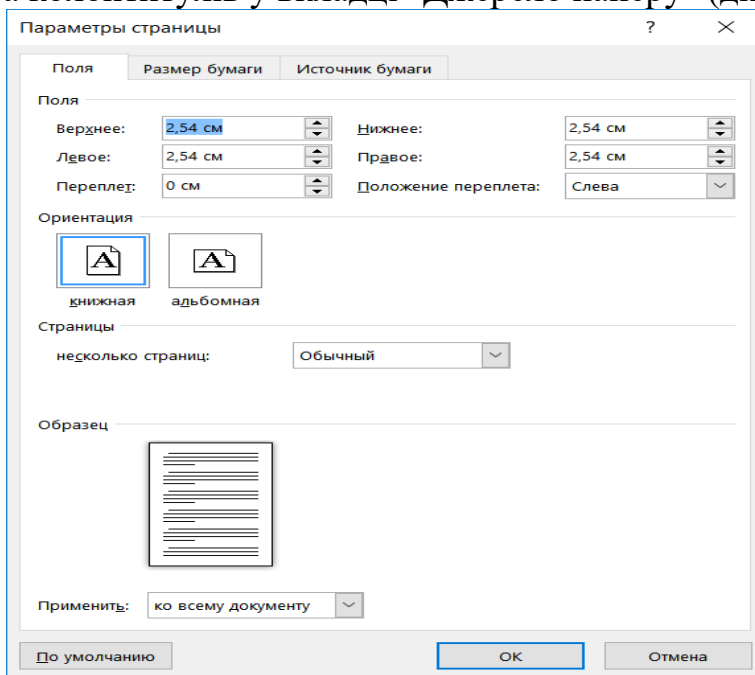 Параметры страницы ? ×
Поля Размер бумаги Источник бумаги
Поля
Верхнее: 2,54 см Нижнее: 2,54 см
Левое: 2,54 см Правое: 2,54 см
Переплет: 0 см Положение переплета: Слева
Ориентация
A A
книжная альбомная
Страницы
несколько страниц: Обычный
Образец
Применить: ко всему документу
По умолчанию ОК Отмена